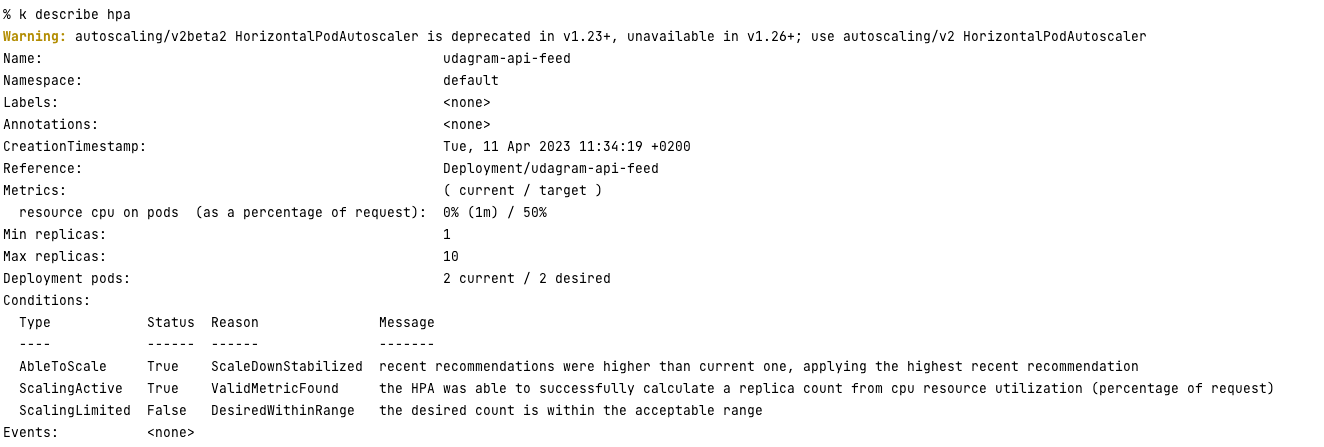 % k describe hpa
Warning: autoscaling/v2beta2 HorizontalPodAutoscaler is deprecated in v1.23+, unavailable in v1.26+; use autoscaling/v2 HorizontalPodAutoscaler
Name: udagram-api-feed
Namespace: default
Labels: <none>
Annotations: <none>
CreationTimestamp: Tue, 11 Apr 2023 11:34:19 +0200
Reference: Deployment/udagram-api-feed
Metrics: ( current / target )
resource cpu on pods (as a percentage of request): 0% (1m) / 50%
Min replicas: 1
Max replicas: 10
Deployment pods: 2 current / 2 desired
Conditions:
Type Status Reason Message
---- ------ ------ -------
AbleToScale True ScaleDownStabilized recent recommendations were higher than current one, applying the highest recent recommendation
ScalingActive True ValidMetricFound the HPA was able to successfully calculate a replica count from cpu resource utilization (percentage of request)
ScalingLimited False DesiredWithinRange the desired count is within the acceptable range
Events: <none>